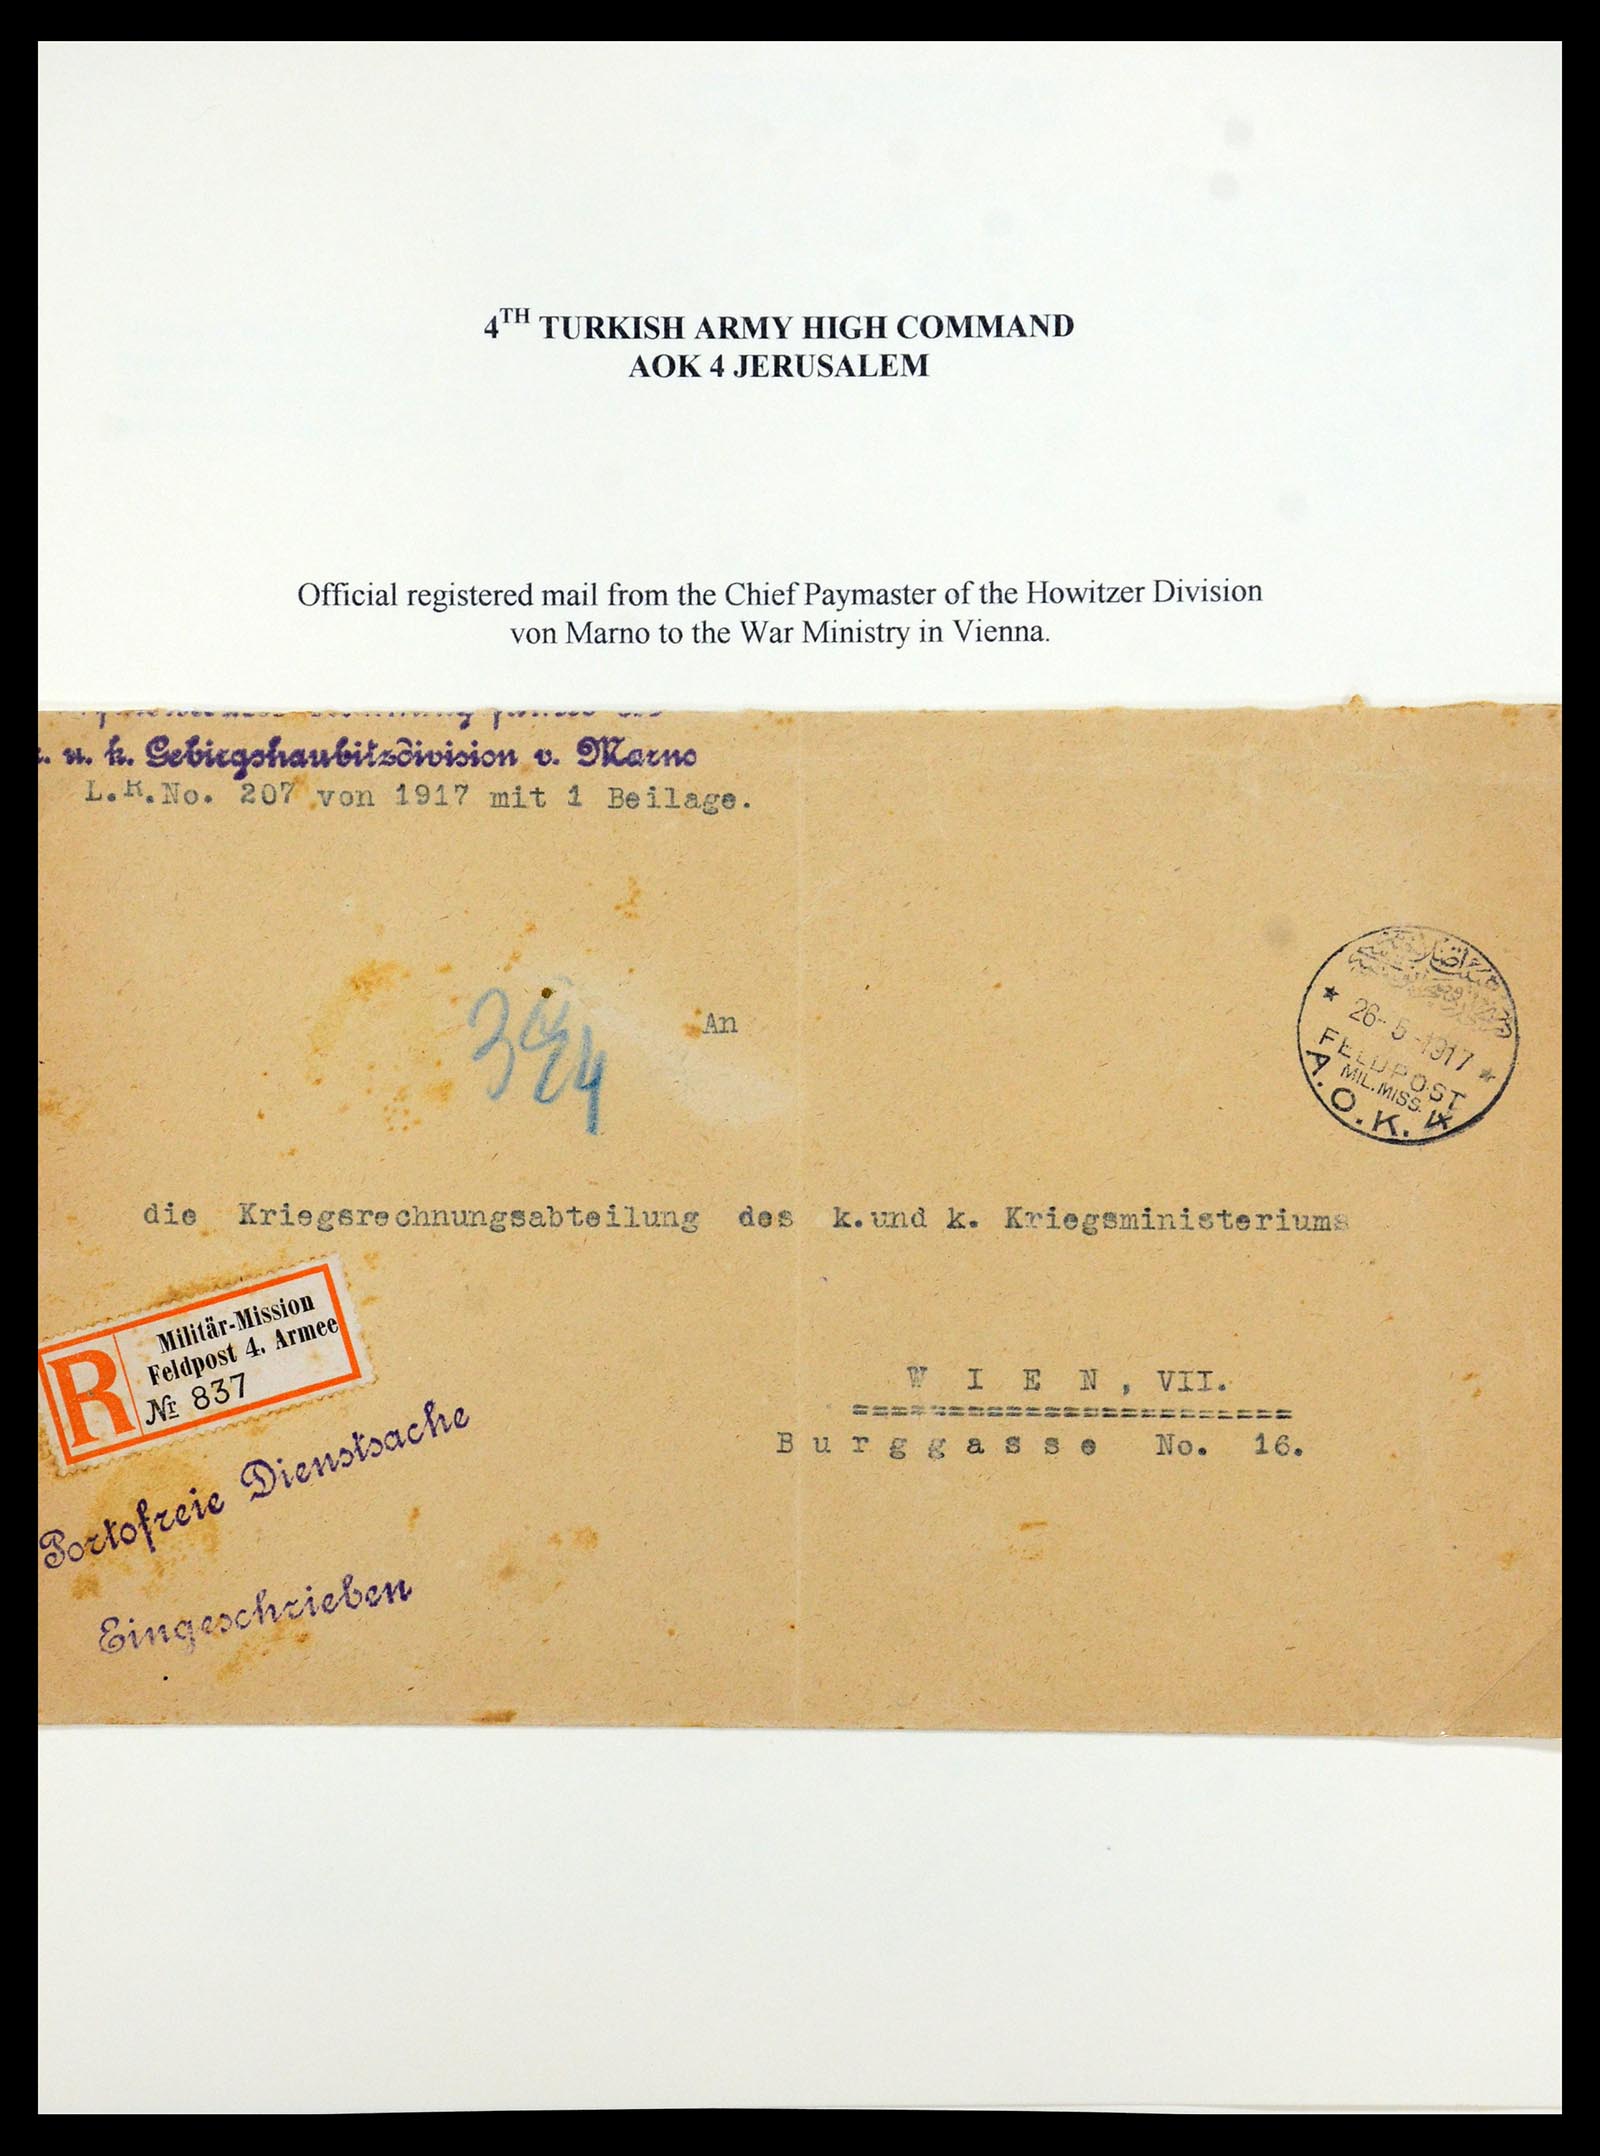 4TH TURKISH ARMY HIGH COMMAND
AOK 4 JERUSALEM
Official registered mail from the Chief Paymaster of the Howitzer Division
von Marno to the War Ministry in Vienna.
. u. k. Gebirgshaubitzdivision v. Marno
L.R.No. 207 von 1917 mit 1 Beilage.
An
26-5-1917
FELDPOST
MIL.MISS.
A.O.K. 4
die Kriegsrechnungsabteilung des k.und k. Kriegsministeriums
R
Militär-Mission
Feldpost 4. Armee
Nr 837
WIEN, VII.
Burggasse No. 16.
Portofreie Dienstsache
Eingeschrieben